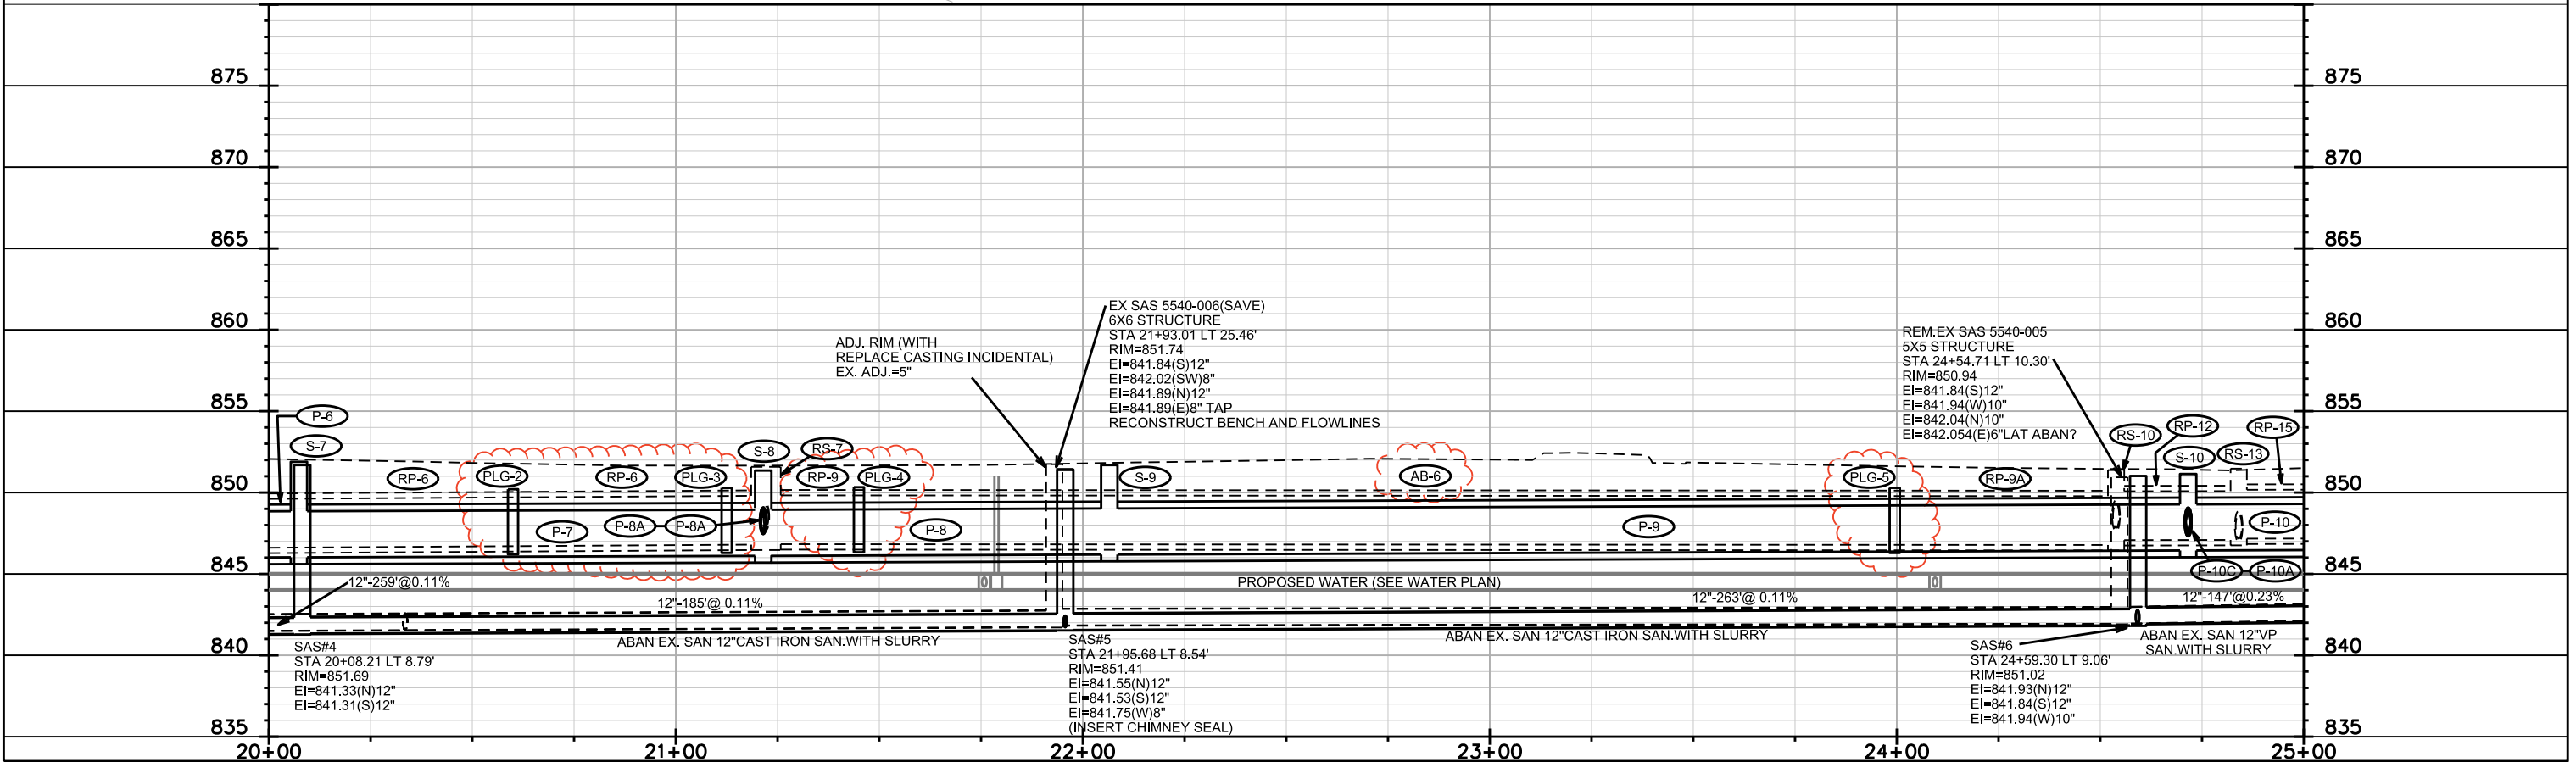 875
870
865
860
855
850
845
840
835
875
870
865
860
855
850
845
840
835
P-6
S-7
RP-6
PLG-2
RP-6
PLG-3
S-8
RS-7
RP-9
PLG-4
P-7
P-8A
P-8A
P-8
ADJ. RIM (WITH
REPLACE CASTING INCIDENTAL)
EX. ADJ.=5"
EX SAS 5540-006(SAVE)
6X6 STRUCTURE
STA 21+93.01 LT 25.46'
RIM=851.74
EI=841.84(S)12"
EI=842.02(SW)8"
EI=841.89(N)12"
EI=841.89(E)8" TAP
RECONSTRUCT BENCH AND FLOWLINES
S-9
AB-6
P-9
PLG-5
RP-9A
REM.EX SAS 5540-005
5X5 STRUCTURE
STA 24+54.71 LT 10.30'
RIM=850.94
EI=841.84(S)12"
EI=841.94(W)10"
EI=842.04(N)10"
EI=842.054(E)6"LAT ABAN?
RS-10
RP-12
RP-15
S-10
RS-13
P-10
P-10C
P-10A
12"-259'@0.11%
12"-185'@ 0.11%
PROPOSED WATER (SEE WATER PLAN)
12"-263'@ 0.11%
12"-147'@0.23%
ABAN EX. SAN 12"CAST IRON SAN.WITH SLURRY
ABAN EX. SAN 12"CAST IRON SAN.WITH SLURRY
ABAN EX. SAN 12"VP
SAN.WITH SLURRY
SAS#4
STA 20+08.21 LT 8.79'
RIM=851.69
EI=841.33(N)12"
EI=841.31(S)12"
SAS#5
STA 21+95.68 LT 8.54'
RIM=851.41
EI=841.55(N)12"
EI=841.53(S)12"
EI=841.75(W)8"
(INSERT CHIMNEY SEAL)
SAS#6
STA 24+59.30 LT 9.06'
RIM=851.02
EI=841.93(N)12"
EI=841.84(S)12"
EI=841.94(W)10"
20+00
21+00
22+00
23+00
24+00
25+00